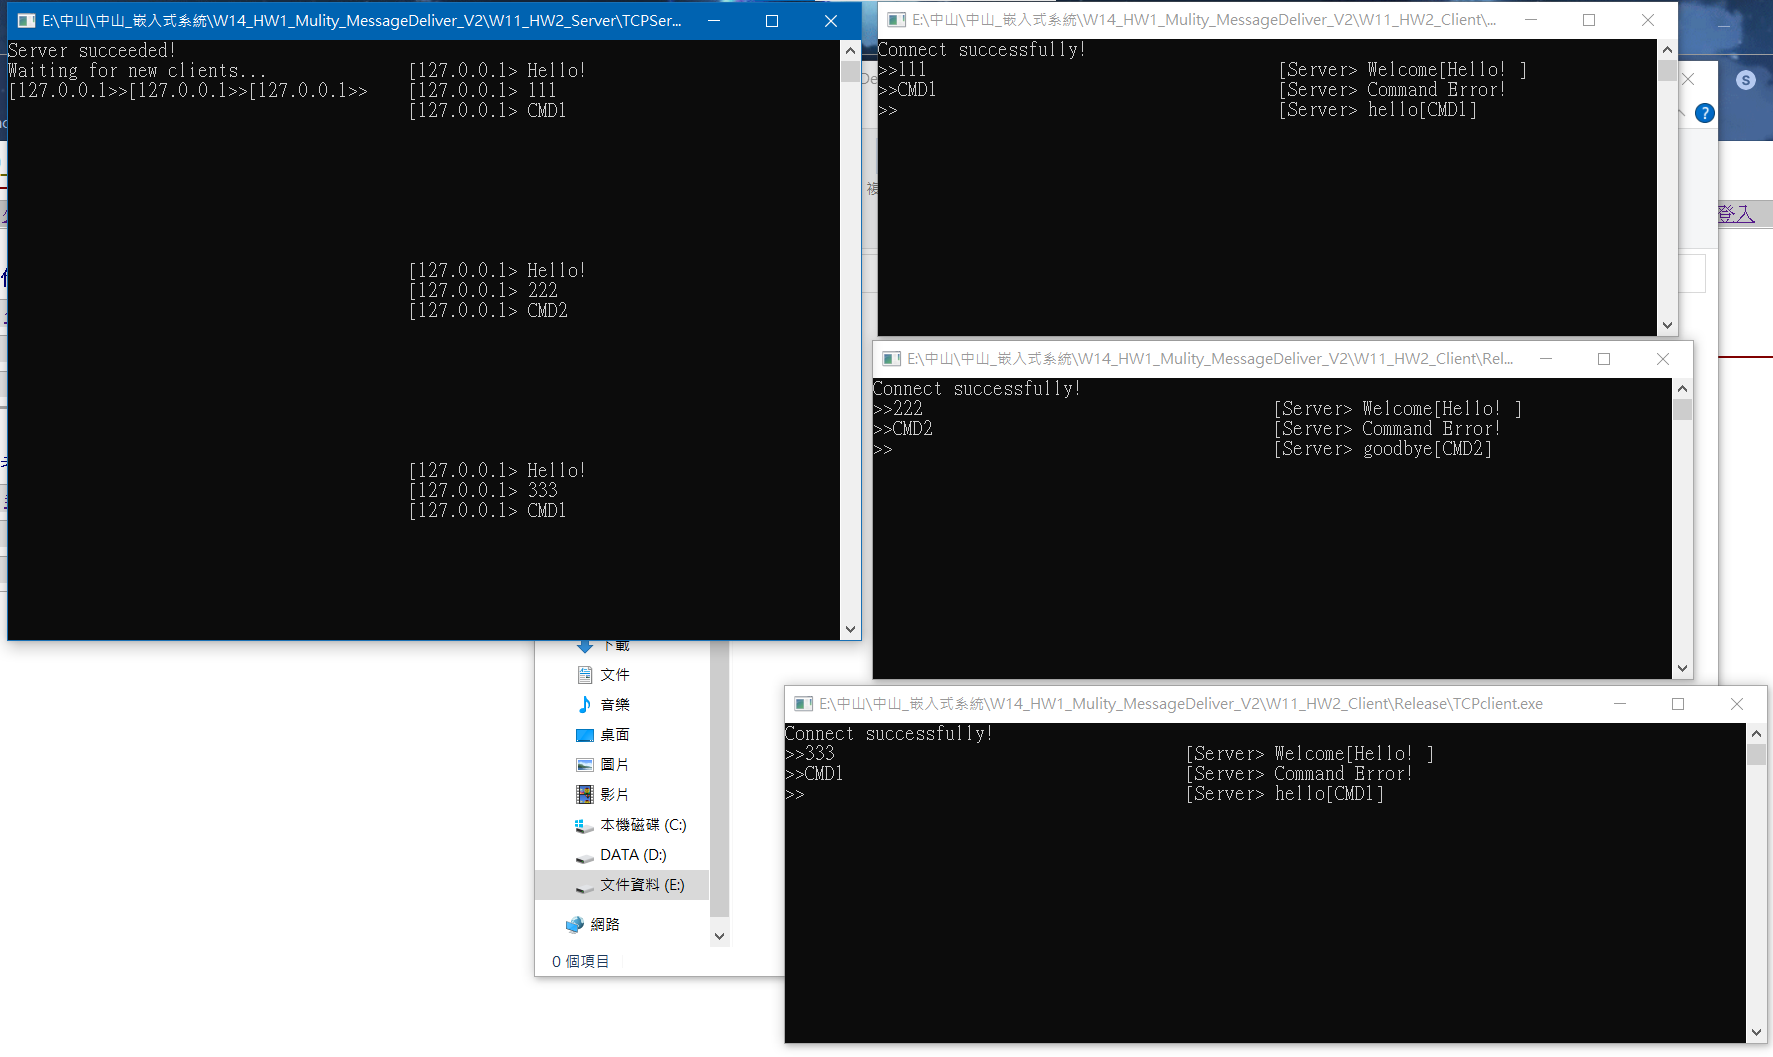 E:\中山\中山_嵌入式系統\W14_HW1_Mulity_MessageDeliver_V2\W11_HW2_Server\TCPSer...
Server succeeded!
Waiting for new clients...
[127.0.0.1>>[127.0.0.1>>[127.0.0.1>>
[127.0.0.1> Hello!
[127.0.0.1> 111
[127.0.0.1> CMD1
[127.0.0.1> Hello!
[127.0.0.1> 222
[127.0.0.1> CMD2
[127.0.0.1> Hello!
[127.0.0.1> 333
[127.0.0.1> CMD1
E:\中山\中山_嵌入式系統\W14_HW1_Mulity_MessageDeliver_V2\W11_HW2_Client\...
Connect successfully!
>>111 [Server> Welcome[Hello! ]
>>CMD1 [Server> Command Error!
>> [Server> hello[CMD1]
S
?
登入
E:\中山\中山_嵌入式系統\W14_HW1_Mulity_MessageDeliver_V2\W11_HW2_Client\Rel...
Connect successfully!
>>222 [Server> Welcome[Hello! ]
>>CMD2 [Server> Command Error!
>> [Server> goodbye[CMD2]
E:\中山\中山_嵌入式系統\W14_HW1_Mulity_MessageDeliver_V2\W11_HW2_Client\Release\TCPclient.exe
Connect successfully!
>>333 [Server> Welcome[Hello! ]
>>CMD1 [Server> Command Error!
>> [Server> hello[CMD1]
下載
文件
音樂
桌面
圖片
影片
本機磁碟 (C:)
DATA (D:)
文件資料 (E:)
網路
0 個項目